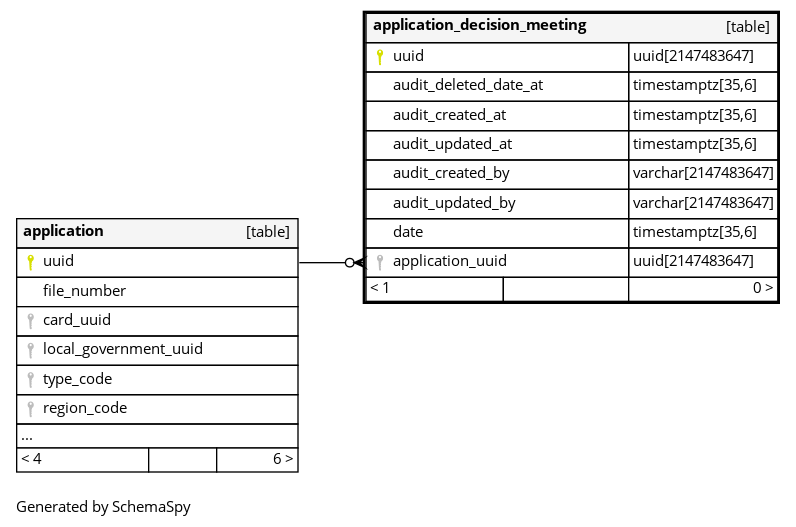 application_decision_meeting [table]
uuid uuid[2147483647]
audit_deleted_date_at timestamptz[35,6]
audit_created_at timestamptz[35,6]
audit_updated_at timestamptz[35,6]
audit_created_by varchar[2147483647]
audit_updated_by varchar[2147483647]
date timestamptz[35,6]
application_uuid uuid[2147483647]
< 1 0 >
application [table]
uuid
file_number
card_uuid
local_government_uuid
type_code
region_code
...
< 4 6 >
Generated by SchemaSpy